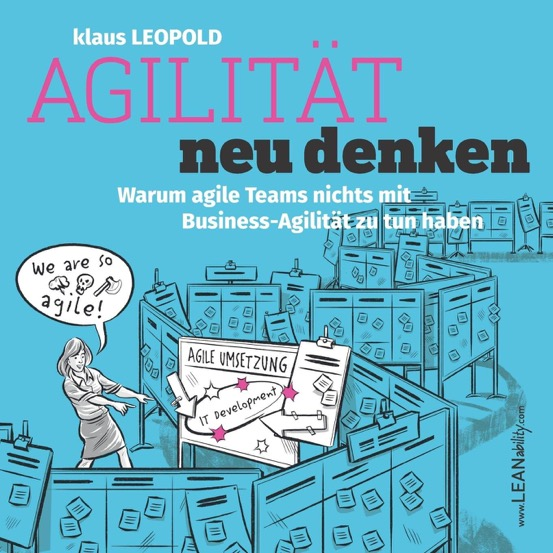 klaus LEOPOLD
AGILITÄT
neu denken
Warum agile Teams nichts mit
Business-Agilität zu tun haben
We are so
agile!
AGILE UMSETZUNG
IT Development
www.LEANability.com